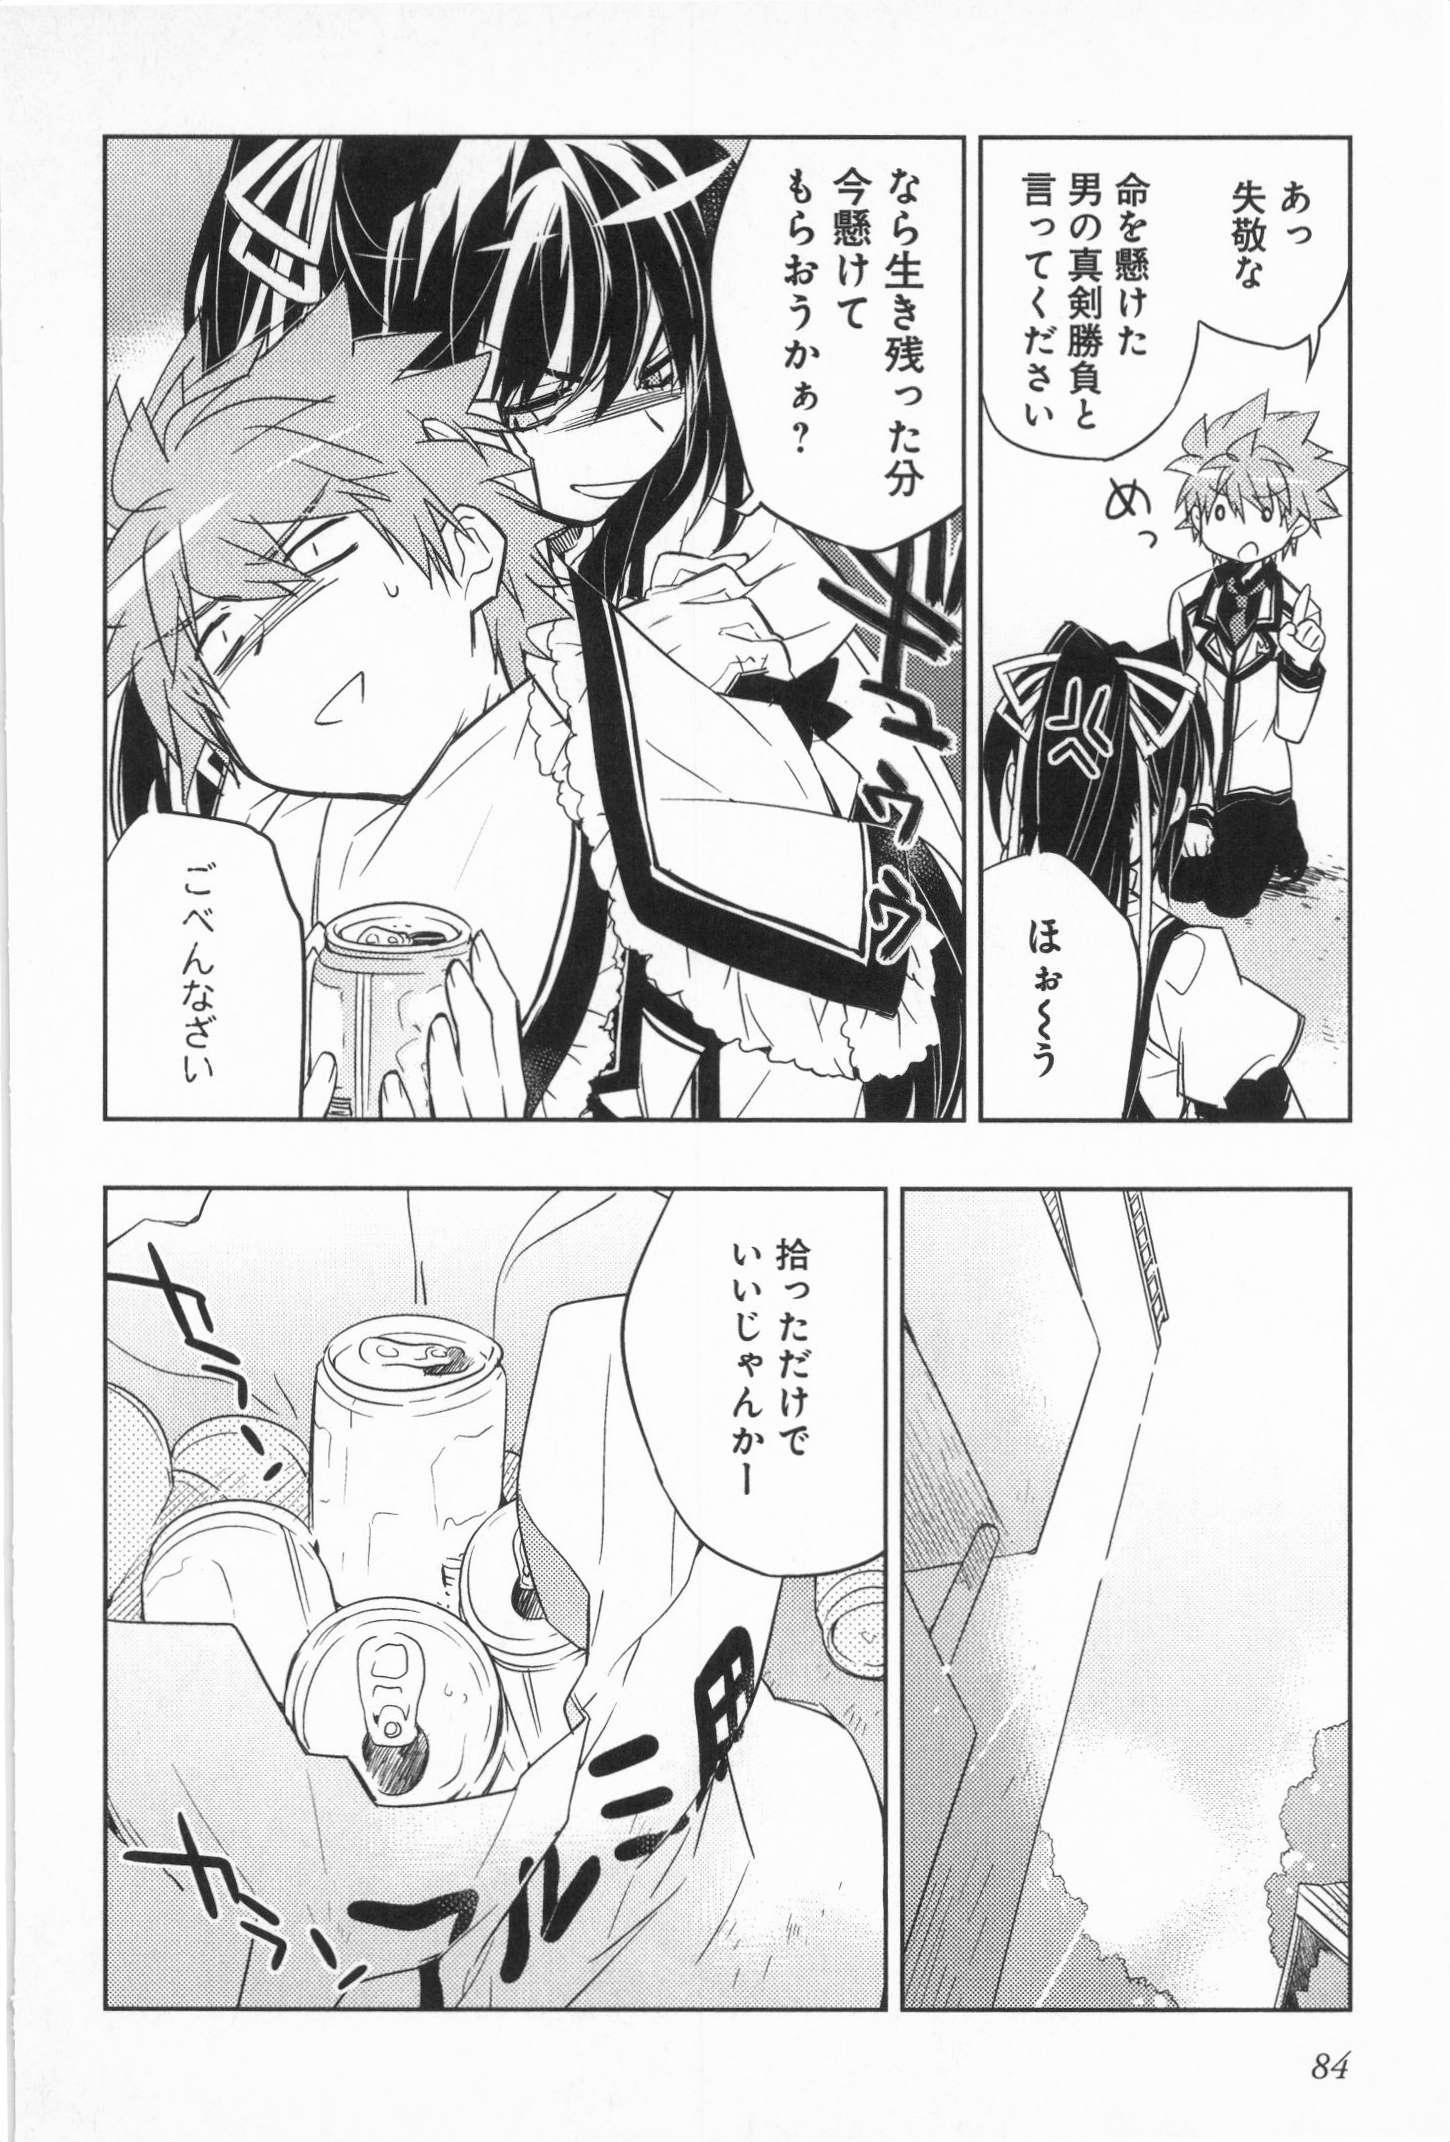 あっ
失敬な
命を懸けた
男の真剣勝負と
言ってください
めっ
ほぉ～う
なら生き残った分
今懸けて
もらおうかぁ?
ギュウウ
ごべんなざい
拾っただけで
いいじゃんかー
84